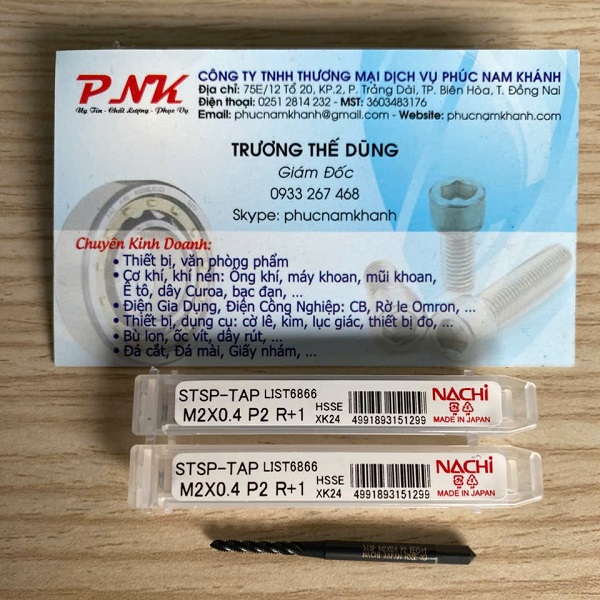 PNK
Uy Tín - Chất Lượng - Phục Vụ
CÔNG TY TNHH THƯƠNG MẠI DỊCH VỤ PHÚC NAM KHÁNH
Địa chỉ: 75E/12 Tổ 20, KP.2, P. Trảng Dài, TP. Biên Hòa, T. Đồng Nai
Điện thoại: 0251 2814 232 - MST: 3603483176
Email: phucnamkhanh@gmail.com - Website: phucnamkhanh.com
TRƯƠNG THẾ DŨNG
Giám Đốc
0933 267 468
Skype: phucnamkhanh
Chuyên Kinh Doanh:
• Thiết bị, văn phòng phẩm
• Cơ khí, khí nén: Ống khí, máy khoan, mũi khoan,
Ê tô, dây Curoa, bạc đạn, ...
• Điện Gia Dụng, Điện Công Nghiệp: CB, Rờ le Omron, ...
• Thiết bị, dụng cụ: cờ lê, kìm, lục giác, thiết bị đo, ...
• Bù lon, ốc vít, dây rút, ...
• Đá cắt, Đá mài, Giấy nhám, ...
STSP-TAP LIST6866
M2X0.4 P2 R+1
HSSE
XK24
4991893151299
NACHi
MADE IN JAPAN
STSP-TAP LIST6866
M2X0.4 P2 R+1
HSSE
XK24
4991893151299
NACHi
MADE IN JAPAN